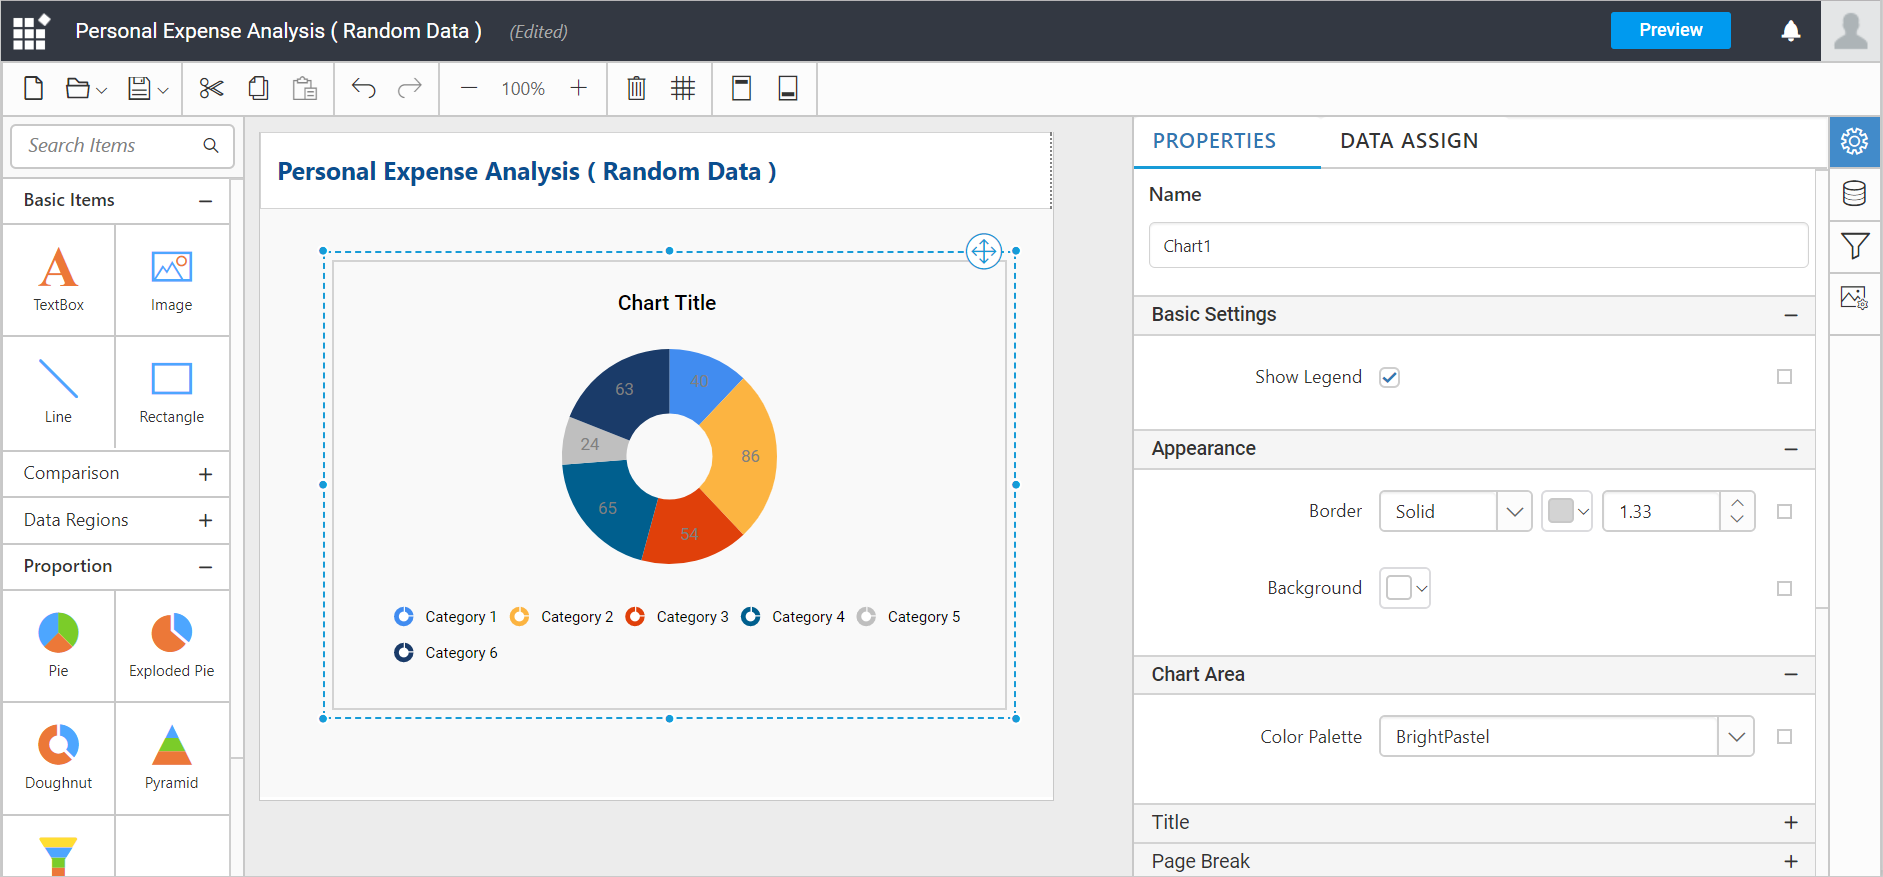 Personal Expense Analysis ( Random Data ) (Edited)
Preview
100%
Search Items
Basic Items
TextBox
Image
Line
Rectangle
Comparison
Data Regions
Proportion
Pie
Exploded Pie
Doughnut
Pyramid
Personal Expense Analysis ( Random Data )
Chart Title
40
63
24
86
65
54
Category 1 Category 2 Category 3 Category 4 Category 5
Category 6
PROPERTIES DATA ASSIGN
Name
Chart1
Basic Settings
Show Legend
Appearance
Border Solid 1.33
Background
Chart Area
Color Palette BrightPastel
Title
Page Break